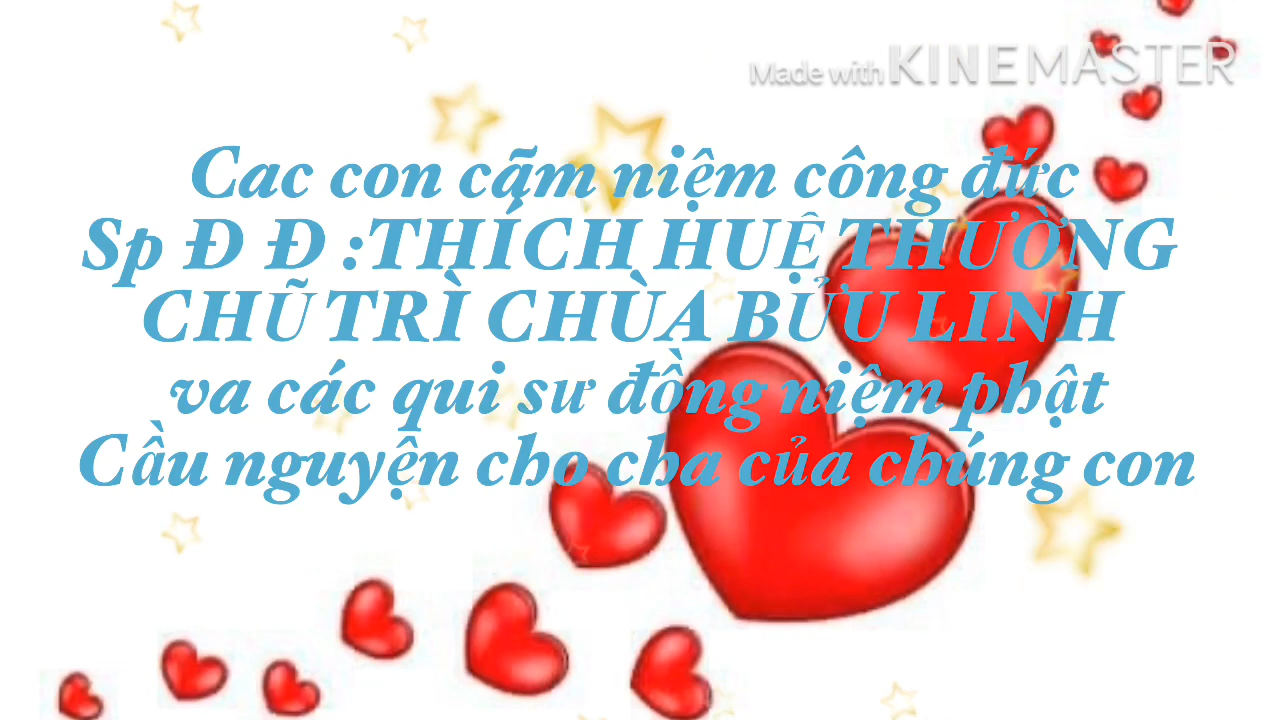 Made with KINEMASTER
Cac con cạ̃m niệm công đức
Sp Đ Đ :THÍCH HUỆ THƯỜNG
CHŨ TRÌ CHÙA BỬU LINH
va các qui sư đồng niệm phật
Cầu nguyện cho cha của chúng con